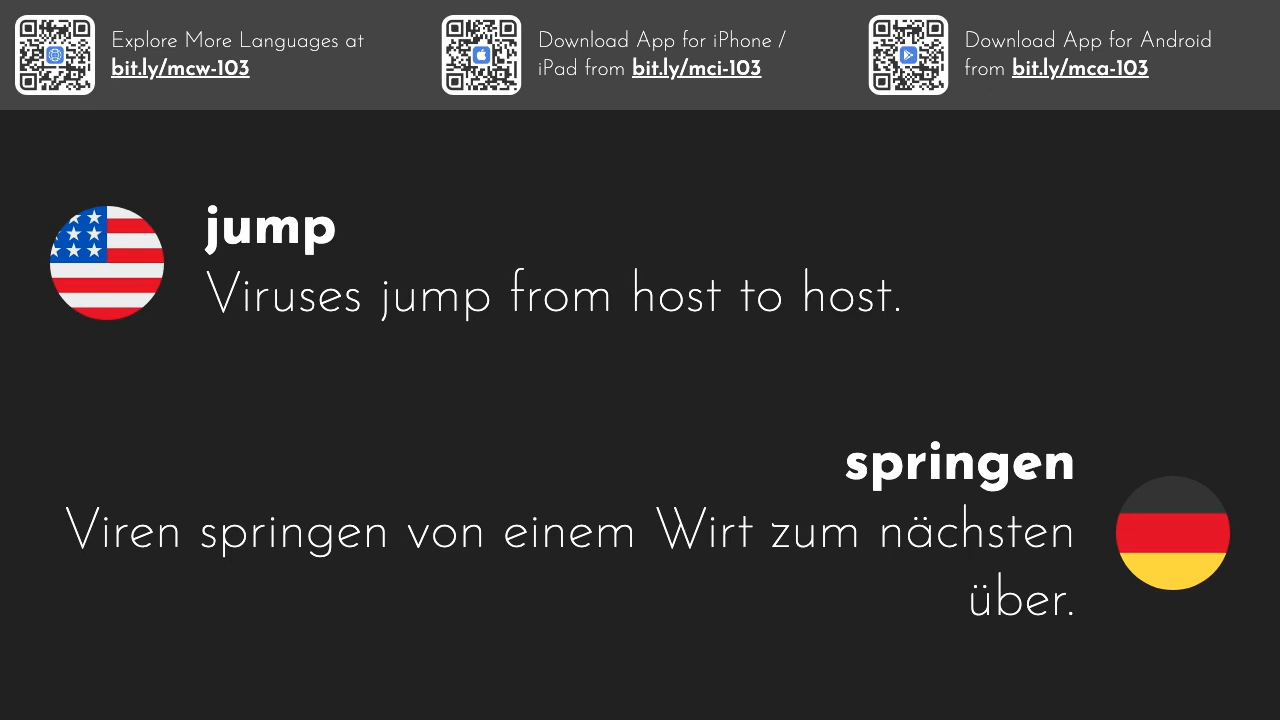 Explore More Languages at
bit.ly/mcw-103
Download App for iPhone /
iPad from bit.ly/mci-103
Download App for Android
from bit.ly/mca-103
jump
Viruses jump from host to host.
springen
Viren springen von einem Wirt zum nächsten
über.